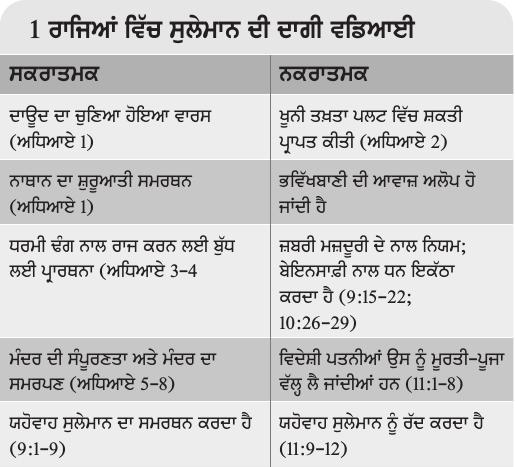 1 ਰਾਜਿਆਂ ਵਿੱਚ ਸੁਲੇਮਾਨ ਦੀ ਦਾਗੀ ਵਡਿਆਈ
ਸਕਰਾਤਮਕ
ਨਕਰਾਤਮਕ
ਦਾਊਦ ਦਾ ਚੁਣਿਆ ਹੋਇਆ ਵਾਰਸ
(ਅਧਿਆਏ 1)
ਖੂਨੀ ਤਖ਼ਤਾ ਪਲਟ ਵਿੱਚ ਸ਼ਕਤੀ
ਪ੍ਰਾਪਤ ਕੀਤੀ (ਅਧਿਆਏ 2)
ਨਾਥਾਨ ਦਾ ਸ਼ੁਰੂਆਤੀ ਸਮਰਥਨ
(ਅਧਿਆਏ 1)
ਭਵਿੱਖਬਾਣੀ ਦੀ ਆਵਾਜ਼ ਅਲੋਪ ਹੋ
ਜਾਂਦੀ ਹੈ
ਧਰਮੀ ਢੰਗ ਨਾਲ ਰਾਜ ਕਰਨ ਲਈ ਬੁੱਧ
ਲਈ ਪ੍ਰਾਰਥਨਾ (ਅਧਿਆਏ 3-4
ਜ਼ਬਰੀ ਮਜ਼ਦੂਰੀ ਦੇ ਨਾਲ ਨਿਯਮ;
ਬੇਇਨਸਾਫ਼ੀ ਨਾਲ ਧਨ ਇਕੱਠਾ
ਕਰਦਾ ਹੈ (9:15-22;
10:26-29)
ਮੰਦਰ ਦੀ ਸੰਪੂਰਣਤਾ ਅਤੇ ਮੰਦਰ ਦਾ
ਸਮਰਪਣ (ਅਧਿਆਏ 5-8)
ਵਿਦੇਸ਼ੀ ਪਤਨੀਆਂ ਉਸ ਨੂੰ ਮੂਰਤੀ-ਪੂਜਾ
ਵੱਲ੍ਹ ਲੈ ਜਾਂਦੀਆਂ ਹਨ (11:1-8)
ਯਹੋਵਾਹ ਸੁਲੇਮਾਨ ਦਾ ਸਮਰਥਨ ਕਰਦਾ ਹੈ
(9:1-9)
ਯਹੋਵਾਹ ਸੁਲੇਮਾਨ ਨੂੰ ਰੱਦ ਕਰਦਾ ਹੈ
(11:9-12)